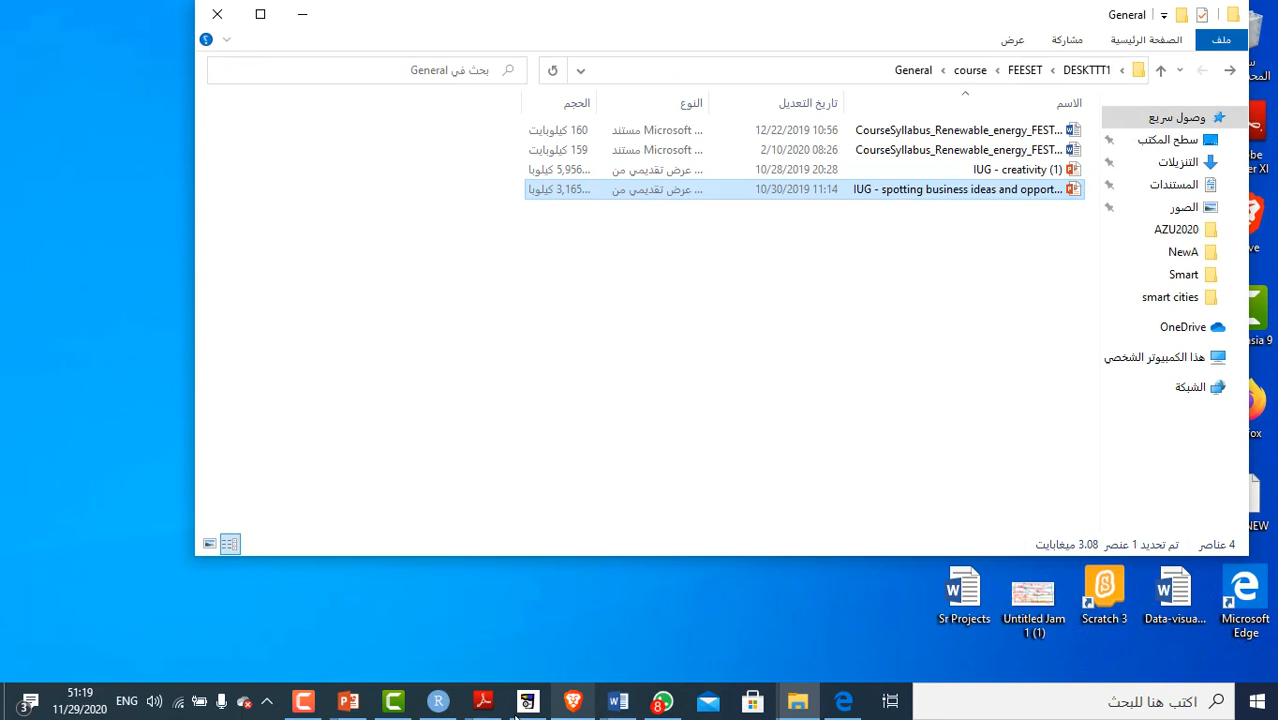 General
ملف
الصفحة الرئيسية
مشاركة
عرض
DESKTTT1
FEESET
course
General
بحث في General
الاسم
تاريخ التعديل
النوع
الحجم
CourseSyllabus_Renewable_energy_FEST...
12/22/2019 10:56
مستند Microsoft ...
160 كيلوبايت
CourseSyllabus_Renewable_energy_FEST...
2/10/2020 08:26
مستند Microsoft ...
159 كيلوبايت
IUG - creativity (1)
10/28/2019 20:28
عرض تقديمي من ...
5,956 كيلوبا...
IUG - spotting business ideas and opport...
10/30/2019 11:14
عرض تقديمي من ...
3,165 كيلوبا...
وصول سريع
سطح المكتب
التنزيلات
المستندات
الصور
AZU2020
NewA
Smart
smart cities
OneDrive
هذا الكمبيوتر الشخصي
الشبكة
4 عناصر
تم تحديد 1 عنصر 3.08 ميغابايت
Sr Projects
Untitled Jam 1 (1)
Scratch 3
Data-visua...
Microsoft Edge
51:19
11/29/2020
ENG
3
8
اكتب هنا للبحث